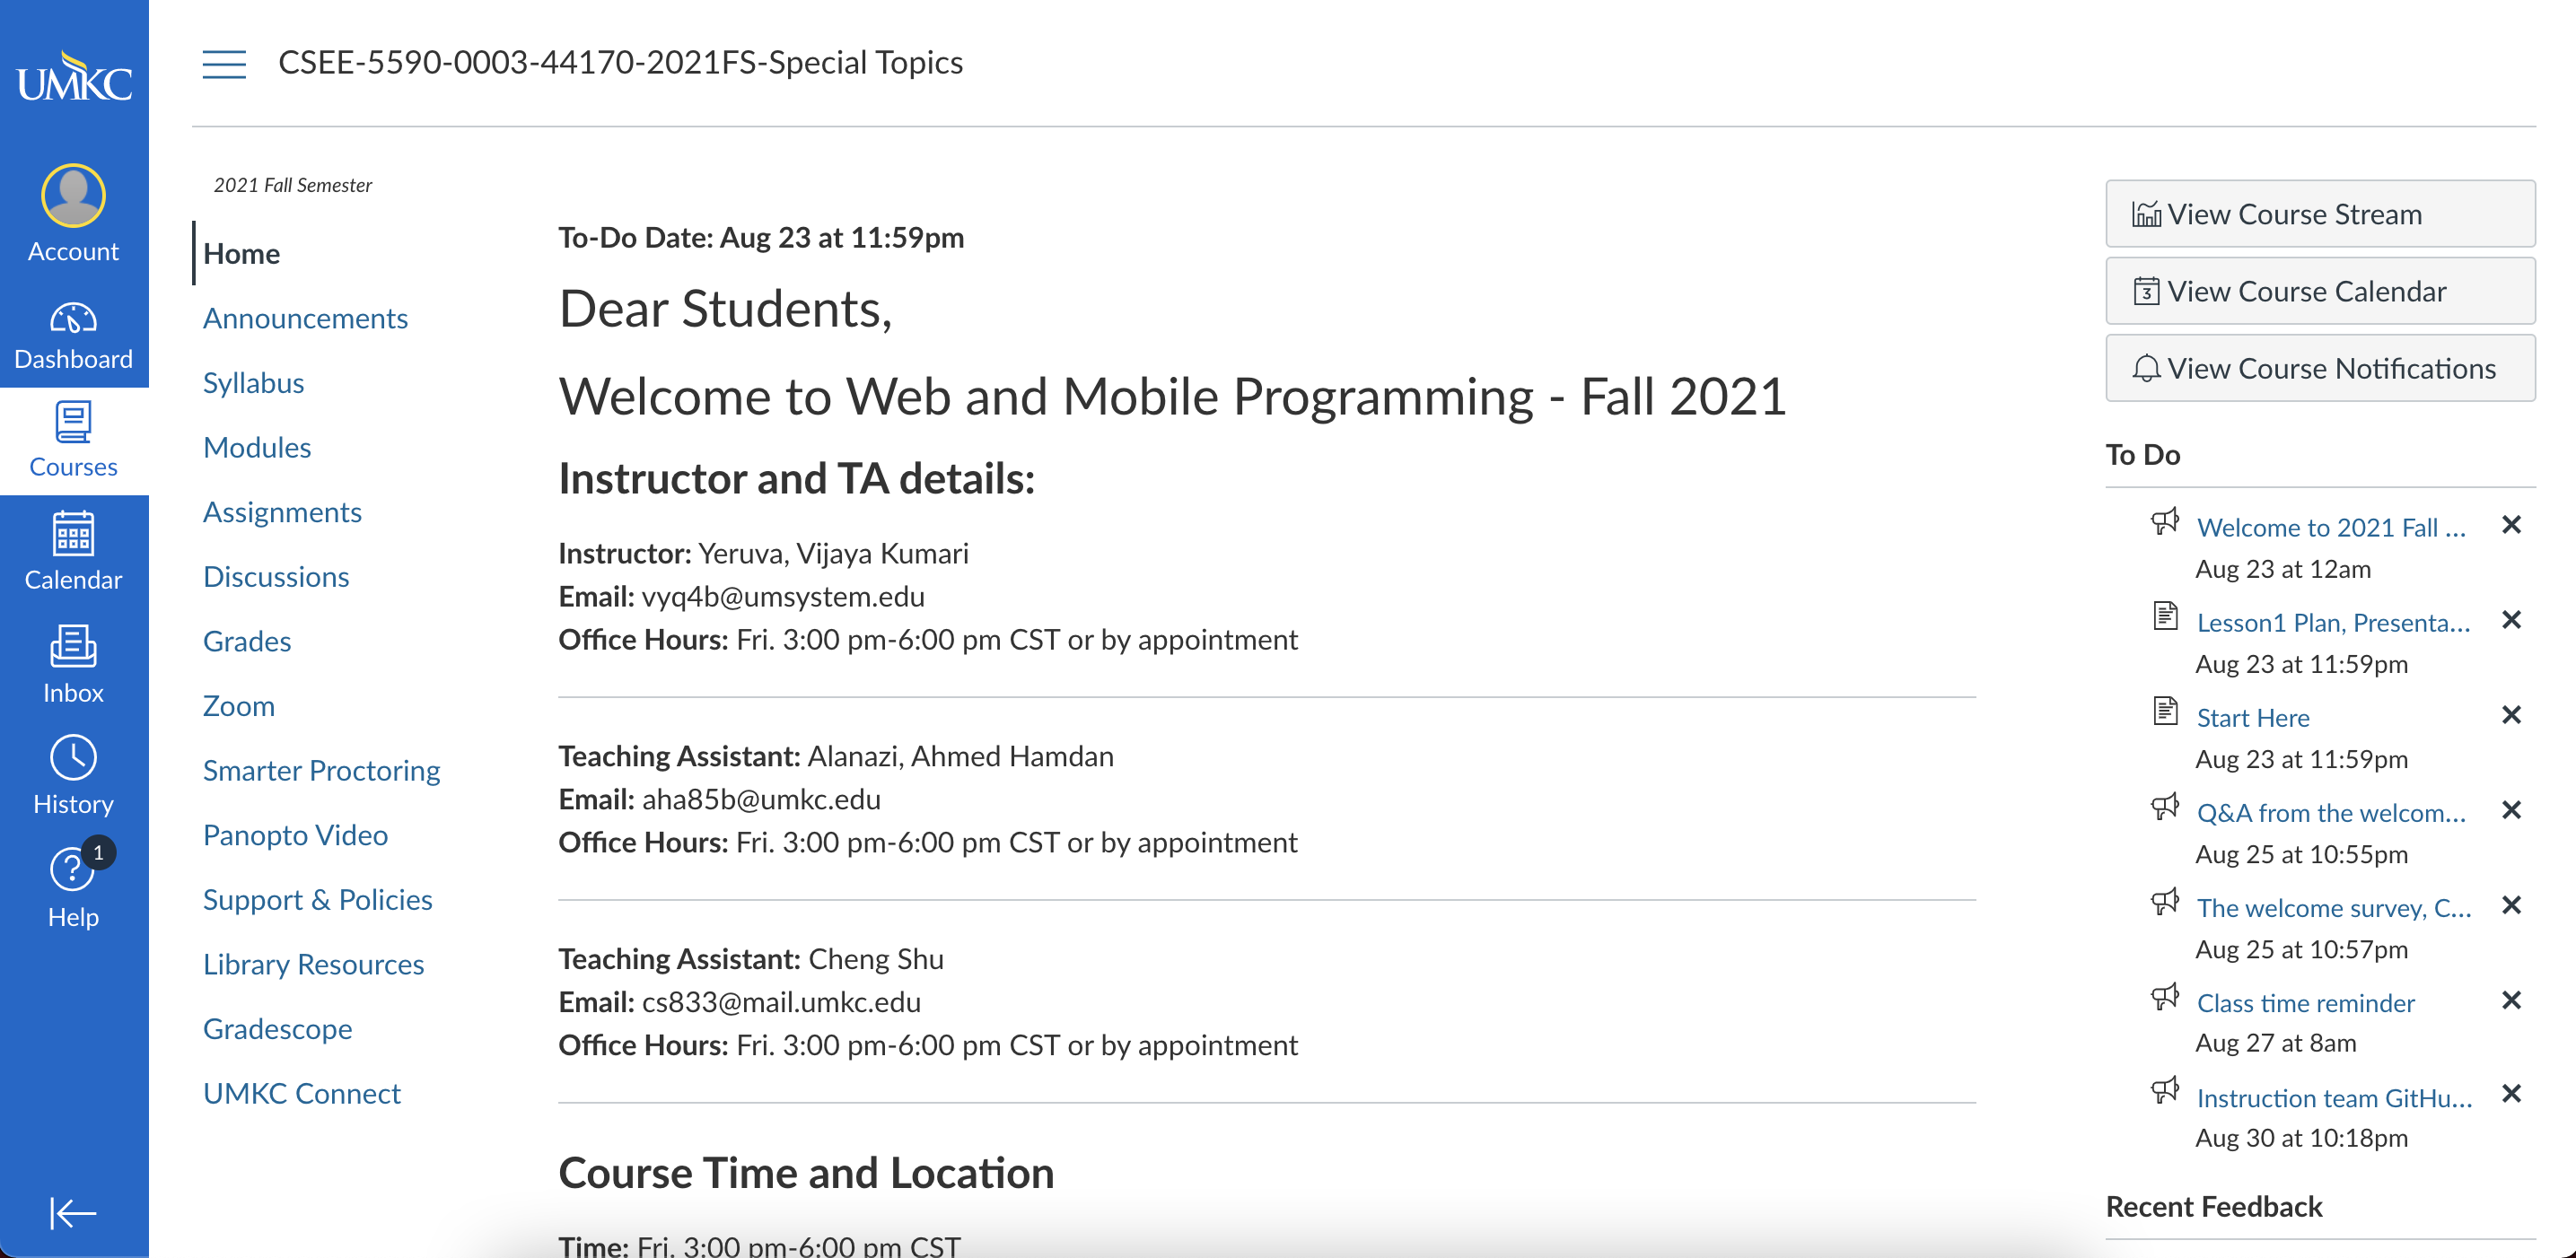 UMKC
Account
Dashboard
Courses
Calendar
Inbox
History
1
Help
CSEE-5590-0003-44170-2021FS-Special Topics
2021 Fall Semester
Home
Announcements
Syllabus
Modules
Assignments
Discussions
Grades
Zoom
Smarter Proctoring
Panopto Video
Support & Policies
Library Resources
Gradescope
UMKC Connect
To-Do Date: Aug 23 at 11:59pm
Dear Students,
Welcome to Web and Mobile Programming - Fall 2021
Instructor and TA details:
Instructor: Yeruva, Vijaya Kumari
Email: vyq4b@umsystem.edu
Office Hours: Fri. 3:00 pm-6:00 pm CST or by appointment
Teaching Assistant: Alanazi, Ahmed Hamdan
Email: aha85b@umkc.edu
Office Hours: Fri. 3:00 pm-6:00 pm CST or by appointment
Teaching Assistant: Cheng Shu
Email: cs833@mail.umkc.edu
Office Hours: Fri. 3:00 pm-6:00 pm CST or by appointment
Course Time and Location
Time: Fri. 3:00 pm-6:00 pm CST
View Course Stream
3 View Course Calendar
View Course Notifications
To Do
Welcome to 2021 Fall ...
Aug 23 at 12am
Lesson1 Plan, Presenta...
Aug 23 at 11:59pm
Start Here
Aug 23 at 11:59pm
Q&A from the welcom...
Aug 25 at 10:55pm
The welcome survey, C...
Aug 25 at 10:57pm
Class time reminder
Aug 27 at 8am
Instruction team GitHu...
Aug 30 at 10:18pm
Recent Feedback